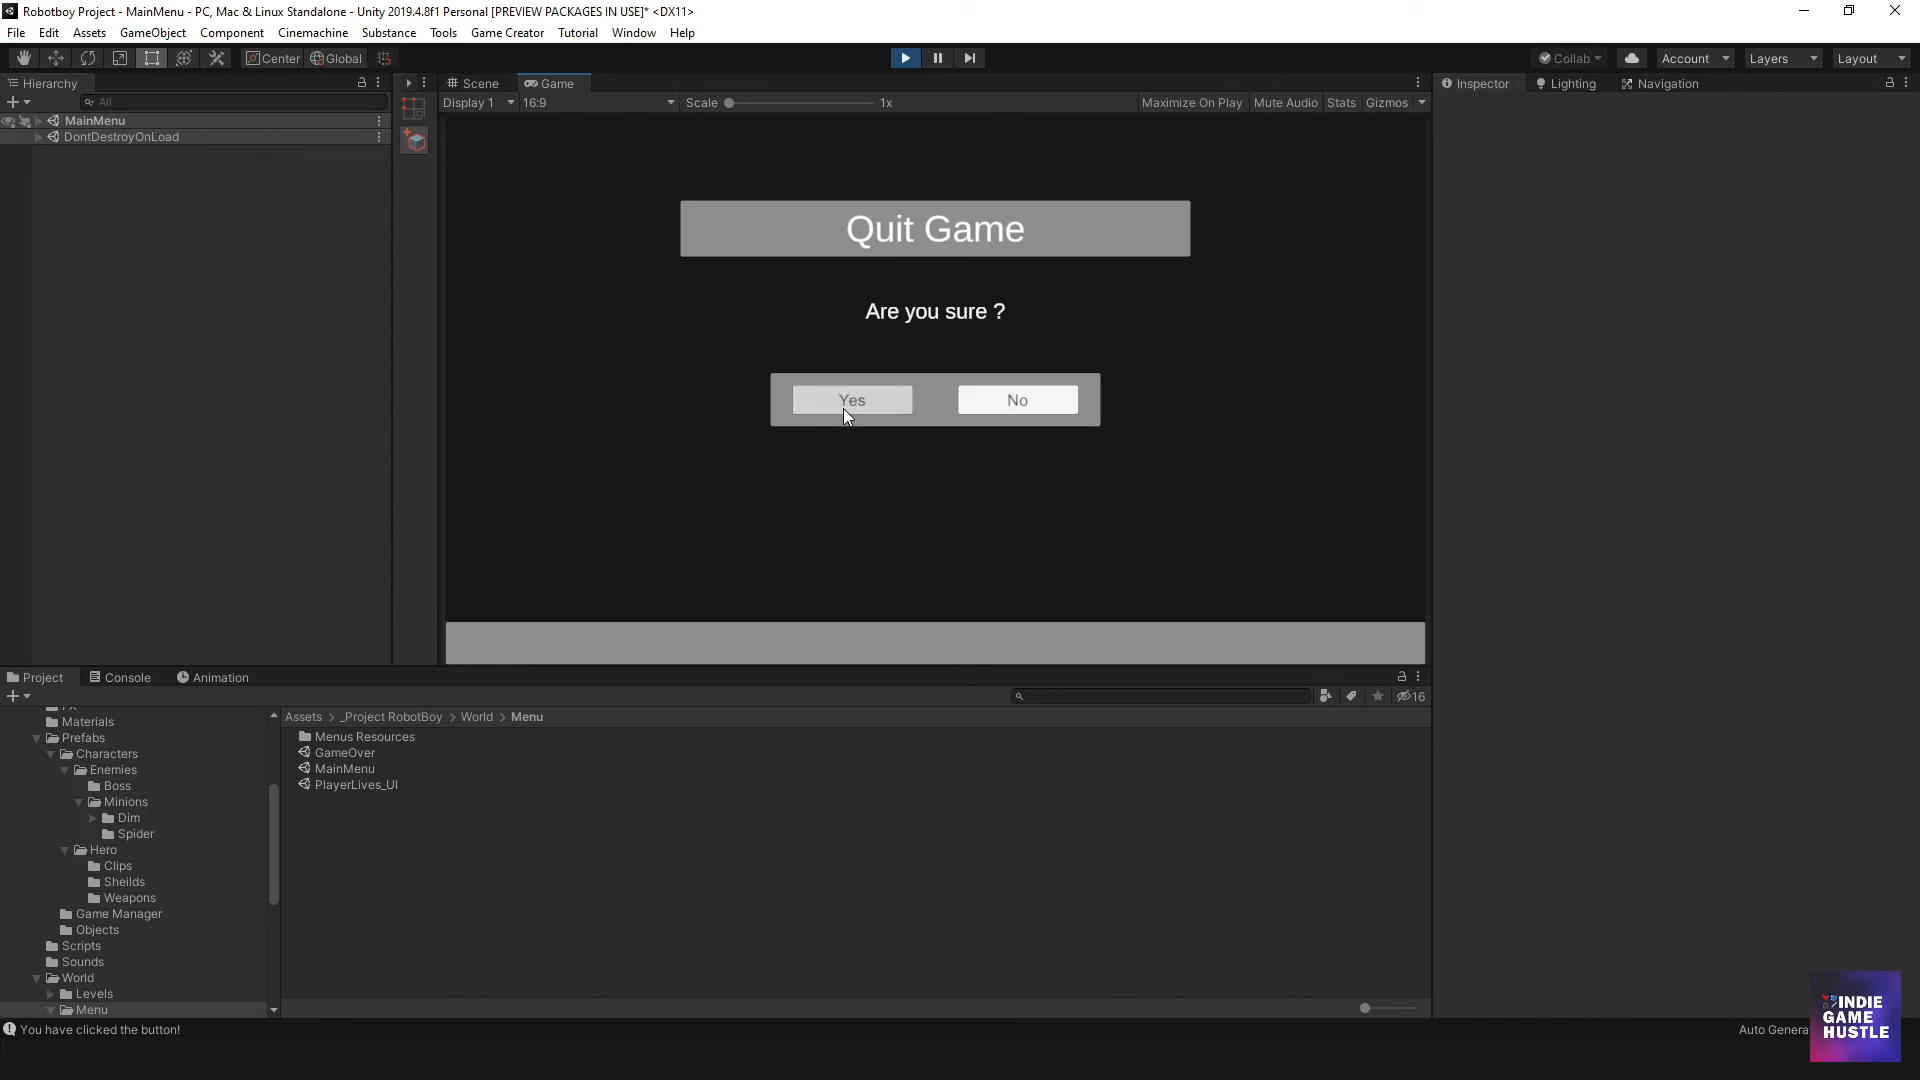 Robotboy Project - MainMenu - PC, Mac & Linux Standalone - Unity 2019.4.8f1 Personal [PREVIEW PACKAGES IN USE]* <DX11>
File Edit Assets GameObject Component Cinemachine Substance Tools Game Creator Tutorial Window Help
Center Global Collab Account Layers Layout
Hierarchy Scene Game Inspector Lighting Navigation
All Display 1 16:9 Scale 1x Maximize On Play Mute Audio Stats Gizmos
MainMenu
DontDestroyOnLoad
Quit Game
Are you sure ?
Yes No
Project Console Animation
16
Assets > _Project RobotBoy > World > Menu
Materials
Prefabs
Characters
Enemies
Boss
Minions
Dim
Spider
Hero
Clips
Sheilds
Weapons
Game Manager
Objects
Scripts
Sounds
World
Levels
Menu
Menus Resources
GameOver
MainMenu
PlayerLives_UI
You have clicked the button!
Auto Genera
INDIE
GAME
HUSTLE